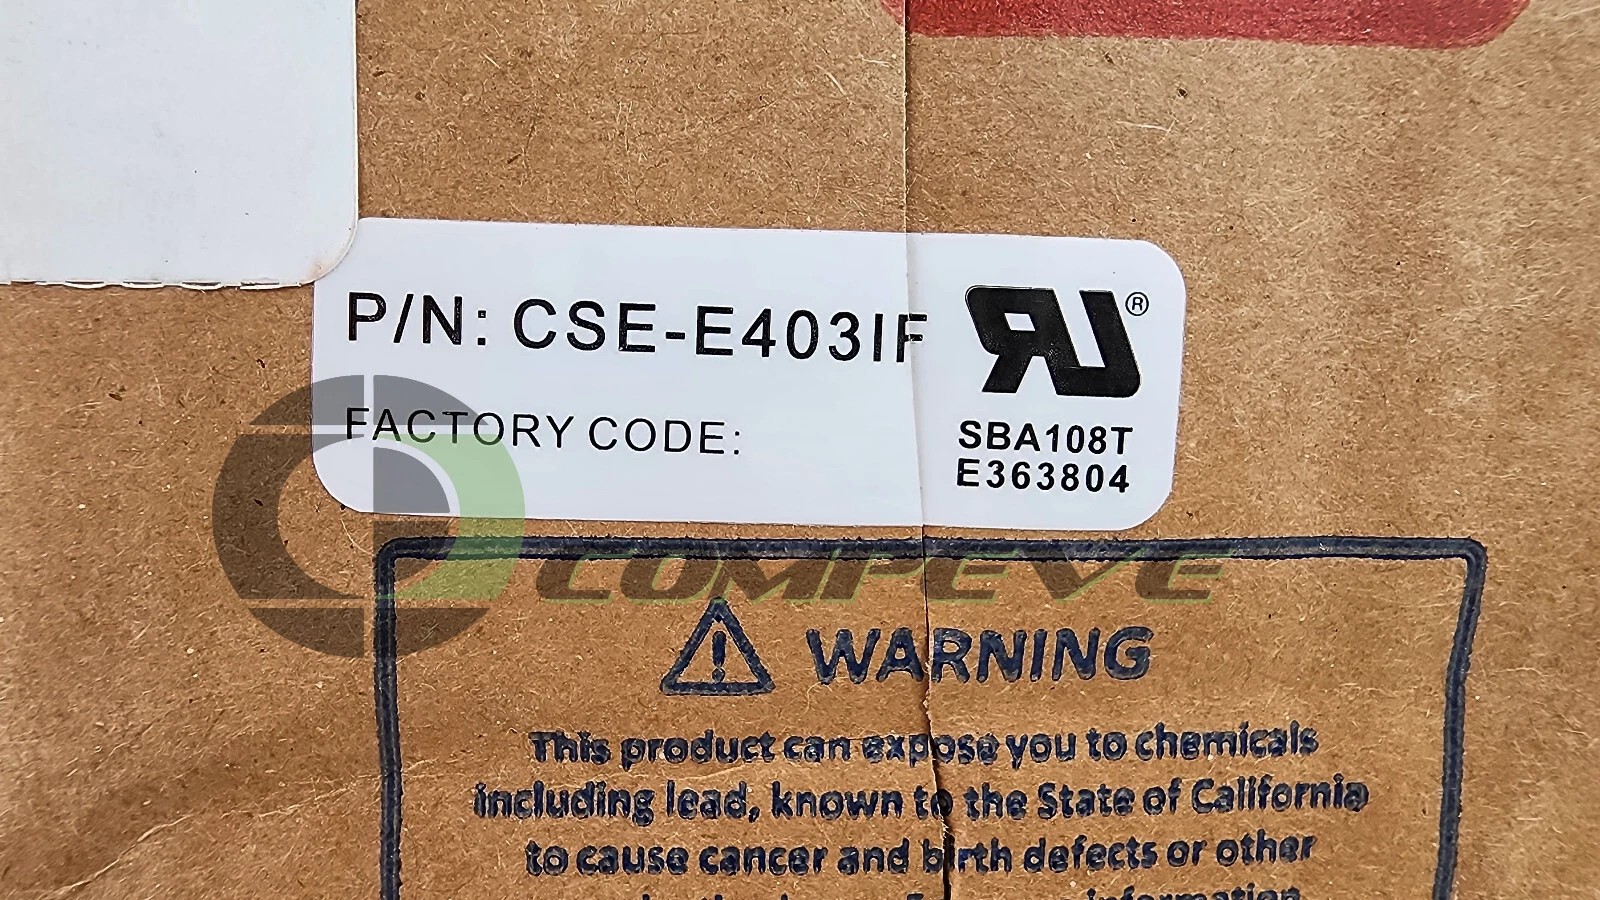 P/N: CSE-E403IF
®
FACTORY CODE:
SBA108T
E363804
COMPEVE
WARNING
This product can expose you to chemicals
including lead, known to the State of California
to cause cancer and birth defects or other
information